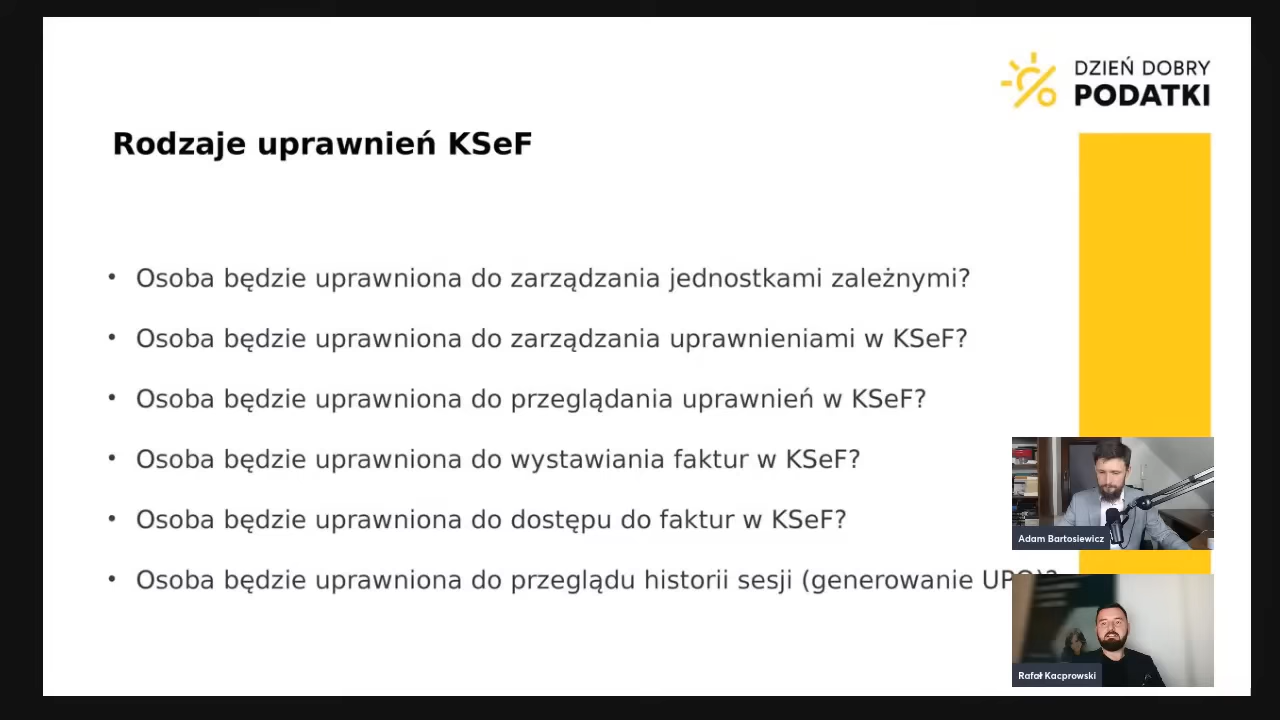 DZIEŃ DOBRY
PODATKI
Rodzaje uprawnień KSeF
• Osoba będzie uprawniona do zarządzania jednostkami zależnymi?
• Osoba będzie uprawniona do zarządzania uprawnieniami w KSeF?
• Osoba będzie uprawniona do przeglądania uprawnień w KSeF?
• Osoba będzie uprawniona do wystawiania faktur w KSeF?
• Osoba będzie uprawniona do dostępu do faktur w KSeF?
• Osoba będzie uprawniona do przeglądu historii sesji (generowanie UPO)?
Adam Bartosiewicz
Rafał Kacprowski